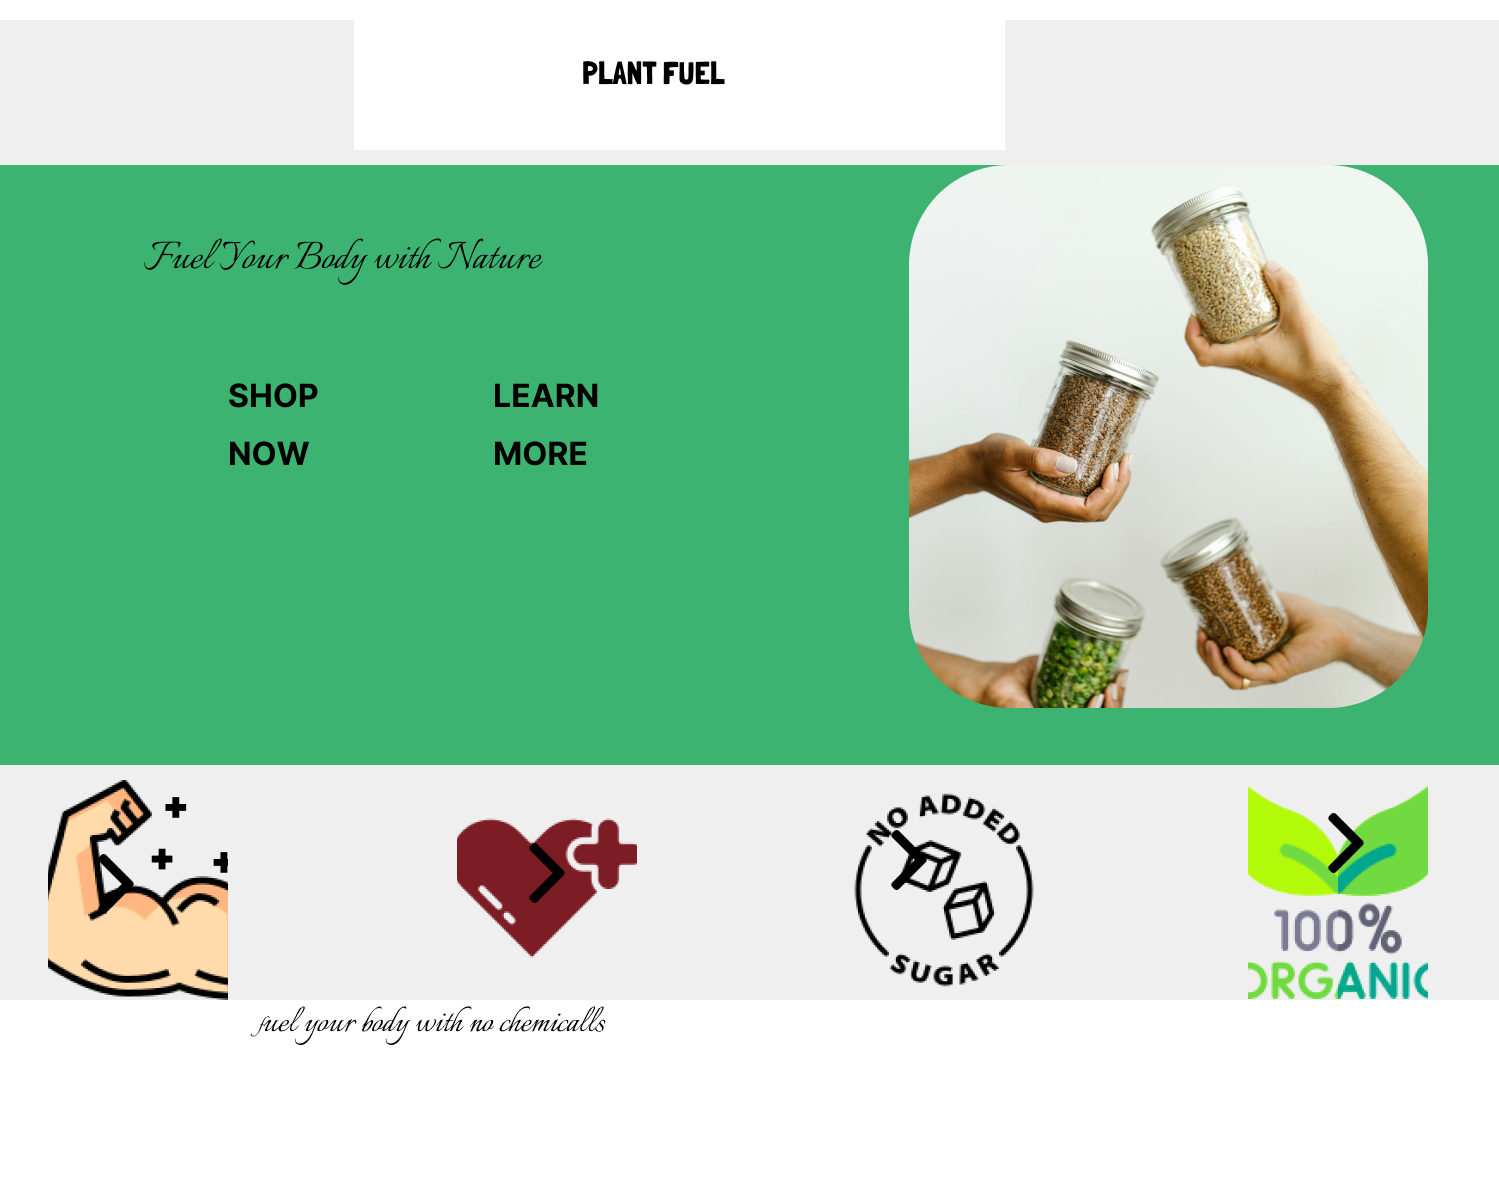 PLANT FUEL
Fuel Your Body with Nature
SHOP
NOW
LEARN
MORE
NO ADDED
SUGAR
100%
ORGANIC
fuel your body with no chemicalls